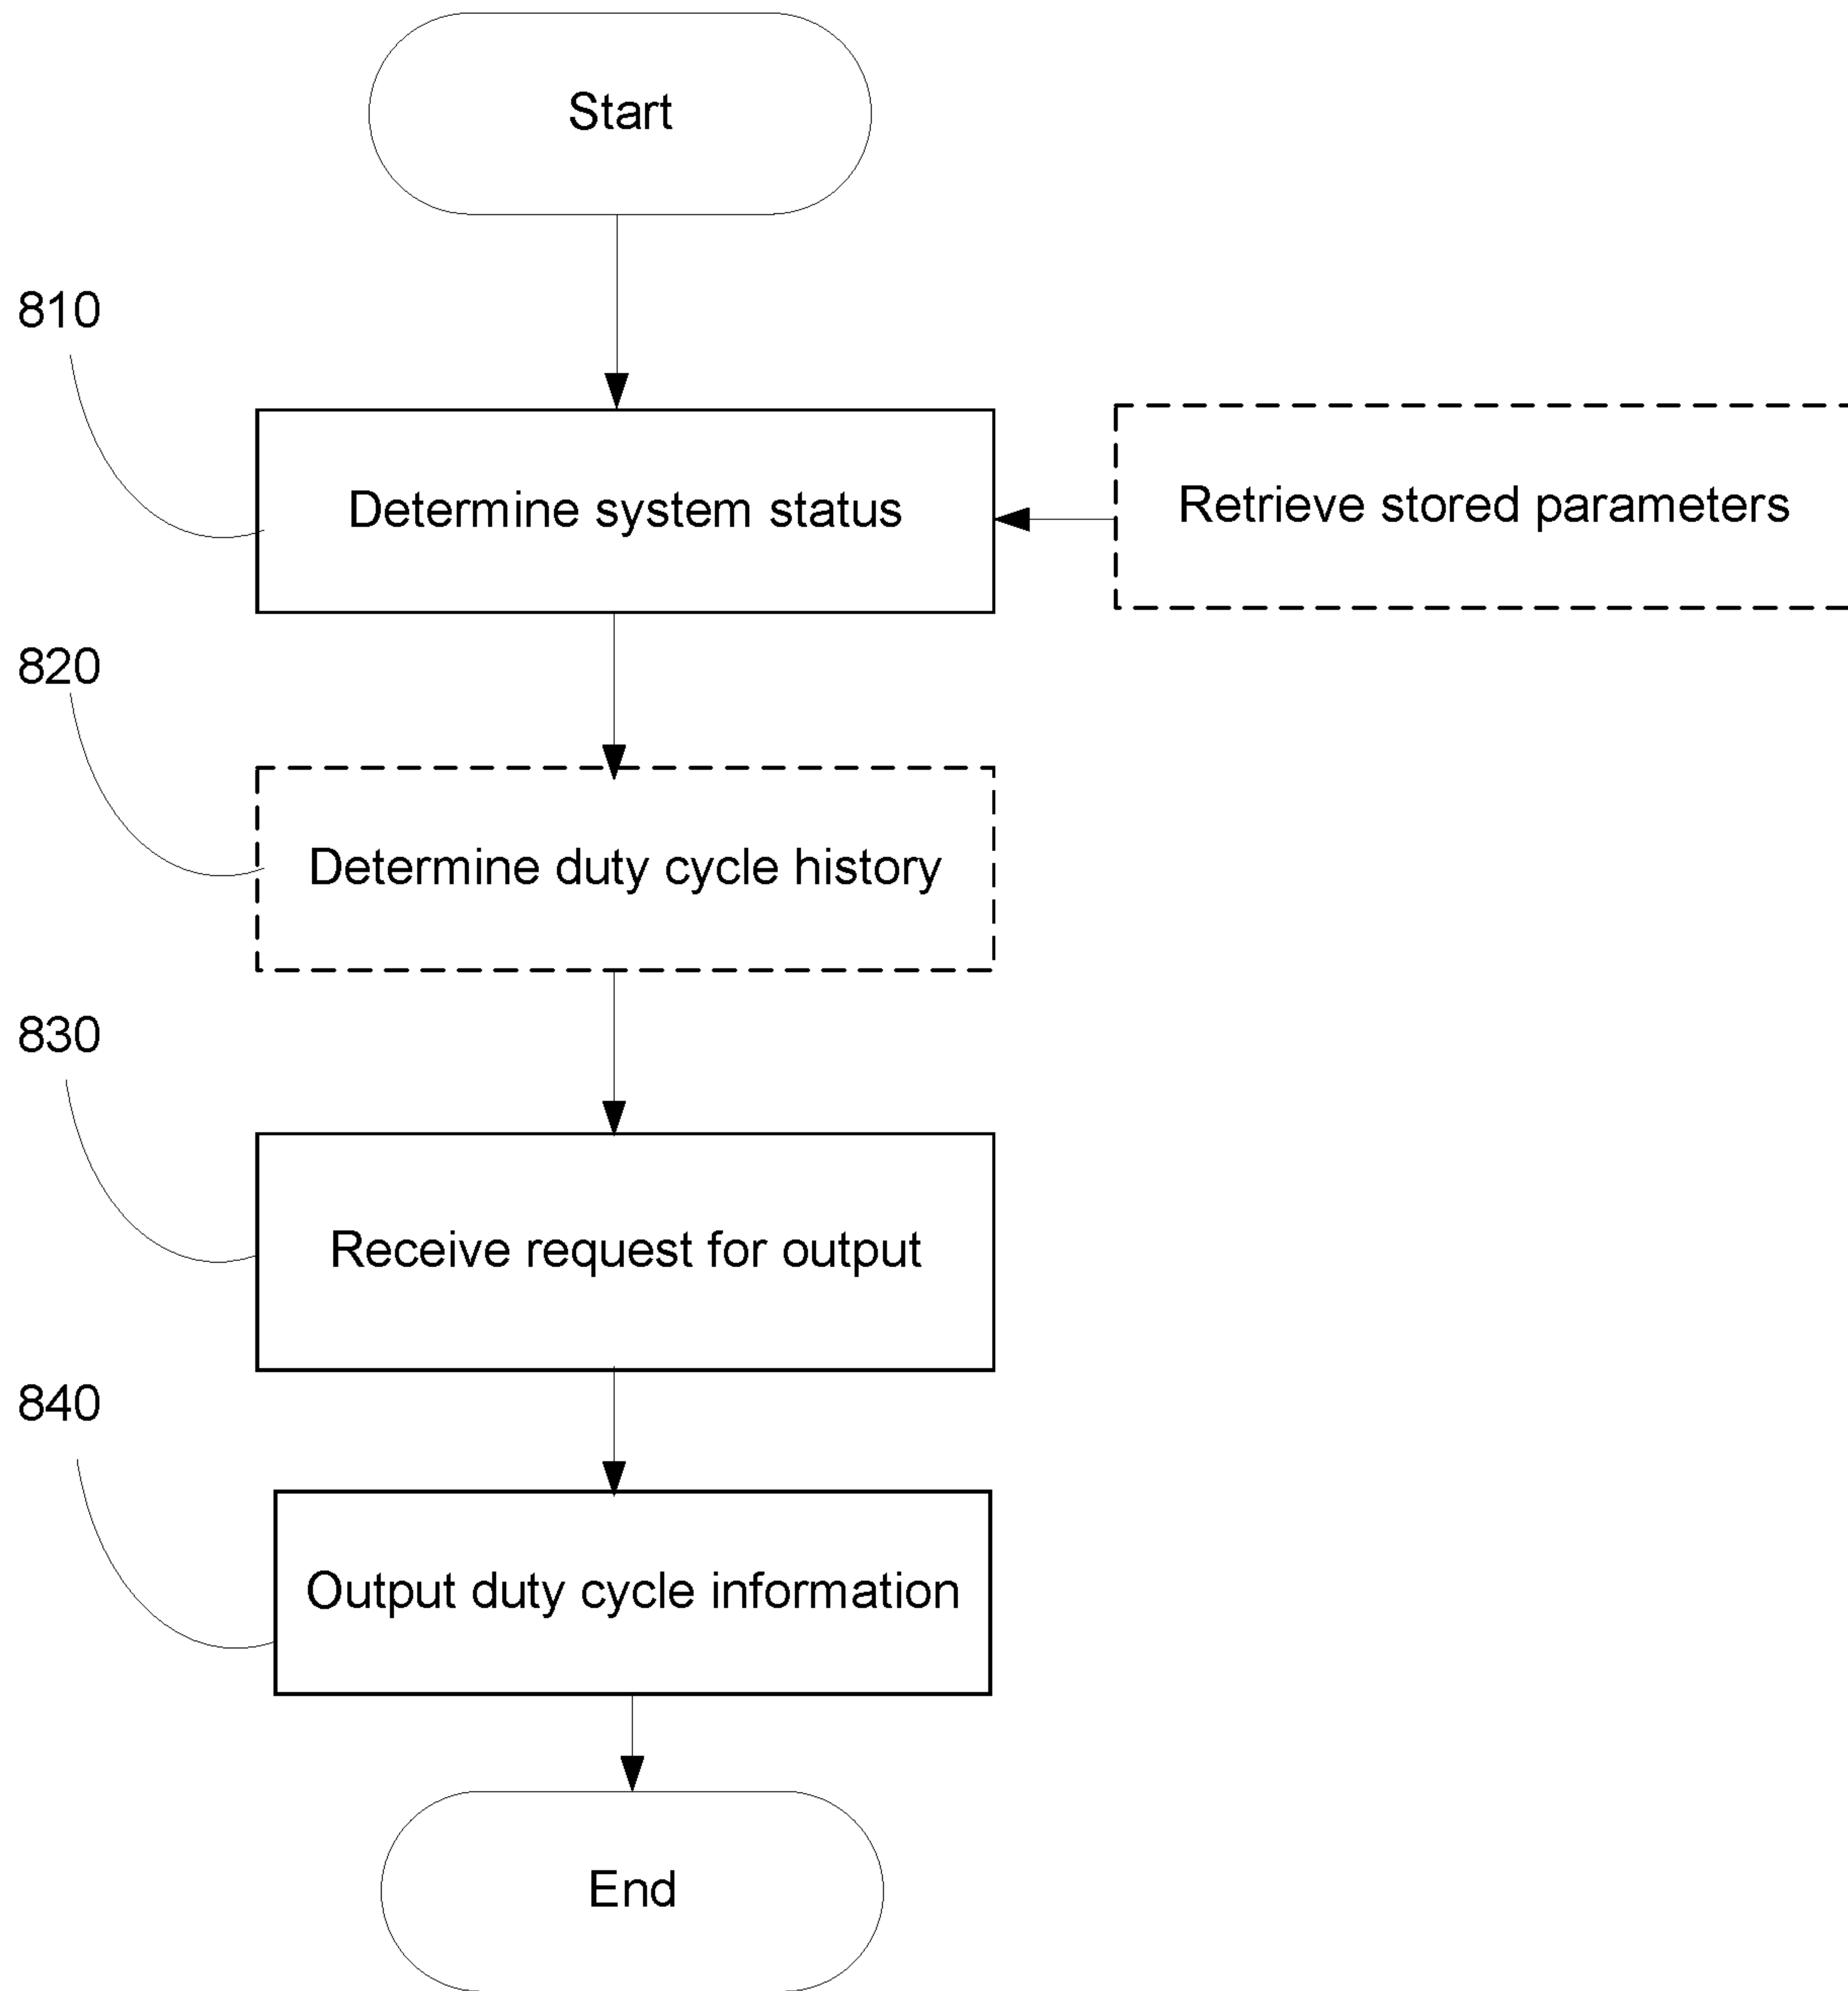 Start
810
Determine system status
Retrieve stored parameters
820
Determine duty cycle history
830
Receive request for output
840
Output duty cycle information
End